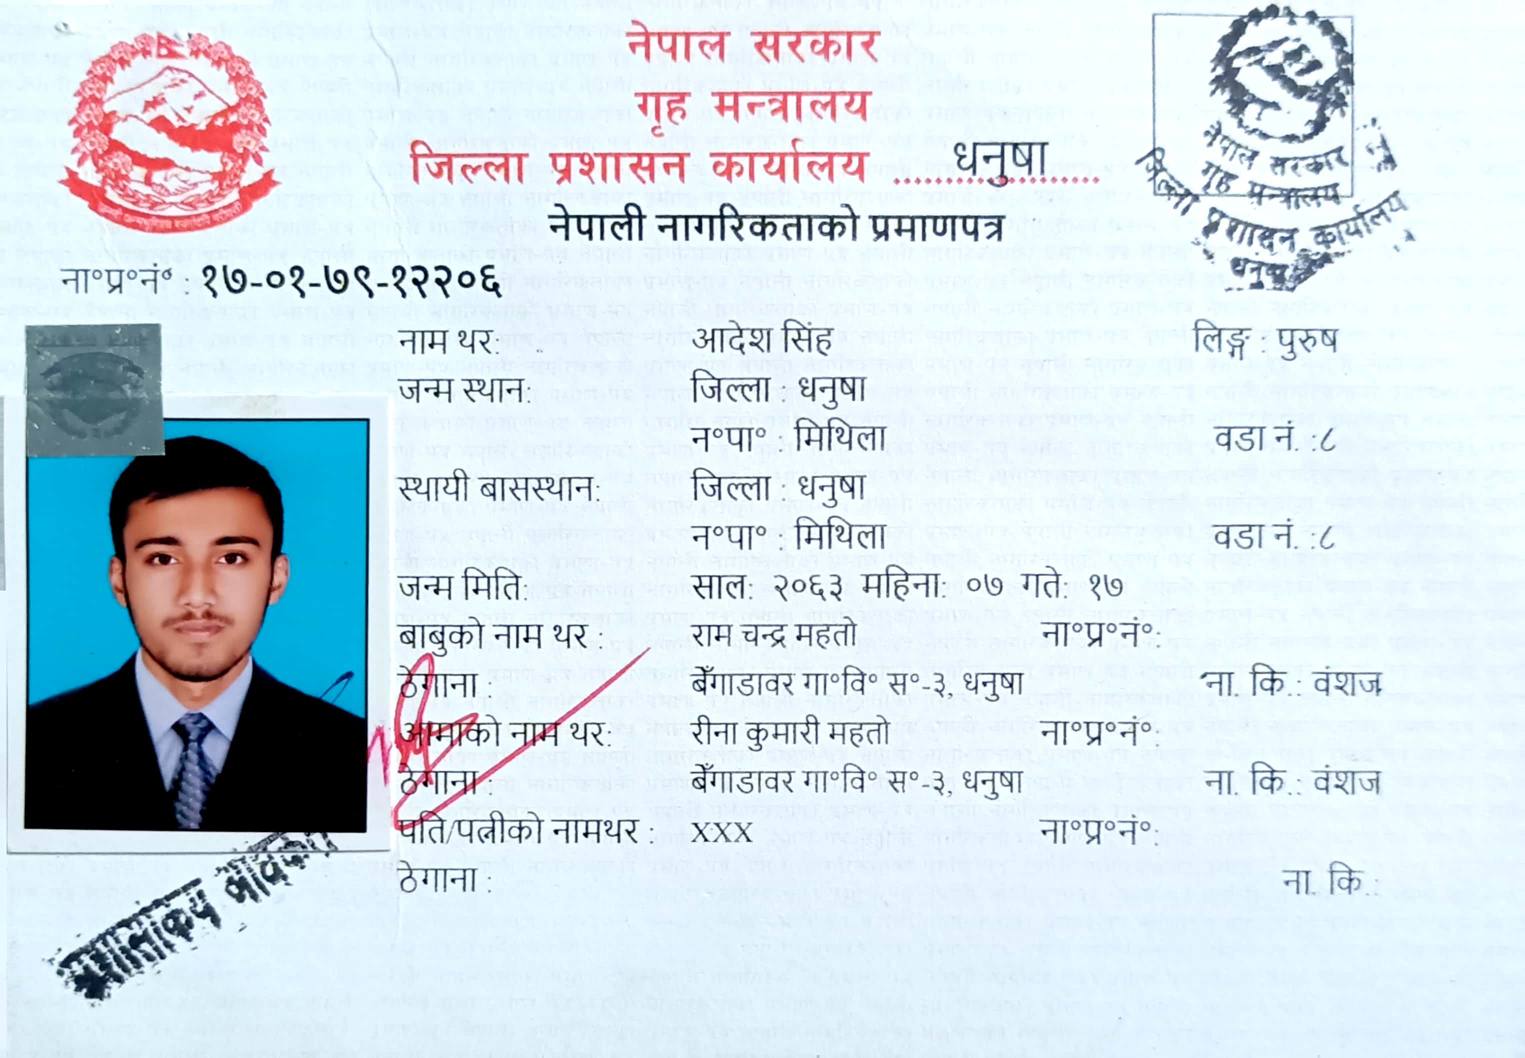 नेपाल सरकार
गृह मन्त्रालय
जिल्ला प्रशासन कार्यालय धनुषा
नेपाली नागरिकताको प्रमाणपत्र
नेपाल सरकार
गृह मन्त्रालय
जिल्ला प्रशासन कार्यालय
धनुषा
ना॰प्र॰नं॰ १७-०१-७९-१२२०६
नाम थर: आदेश सिंह लिङ्ग : पुरुष
जन्म स्थान: जिल्ला : धनुषा
न॰पा॰ : मिथिला वडा नं. :८
स्थायी बासस्थान: जिल्ला : धनुषा
न॰पा॰ : मिथिला वडा नं :८
जन्म मिति: साल: २०६३ महिना: ०७ गते: १७
बाबुको नाम थर: राम चन्द्र महतो ना॰प्र॰नं॰:
ठेगाना : बेँगाडावर गा॰वि॰स॰-३, धनुषा ना. कि.: वंशज
आमाको नाम थर: रीना कुमारी महतो ना॰प्र॰नं॰:
ठेगाना : बेँगाडावर गा॰वि॰स॰-३, धनुषा ना. कि.: वंशज
पति/पत्नीको नामथर : XXX ना॰प्र॰नं॰:
ठेगाना : ना. कि.: